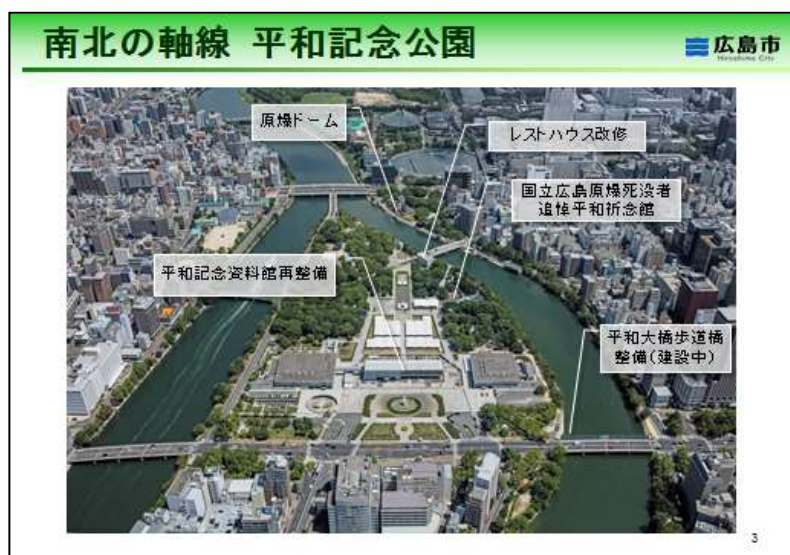 南北の軸線 平和記念公園
広島市
Hiroshima City
原爆ドーム
レストハウス改修
国立広島原爆死没者
追悼平和祈念館
平和記念資料館再整備
平和大橋歩道橋
整備(建設中)
3